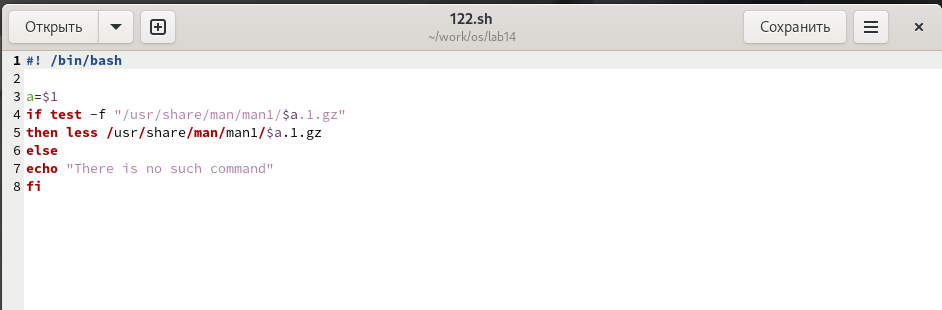 Открыть
122.sh
~/work/os/lab14
Сохранить
1 #! /bin/bash
2
3 a=$1
4 if test -f "/usr/share/man/man1/$a.1.gz"
5 then less /usr/share/man/man1/$a.1.gz
6 else
7 echo "There is no such command"
8 fi